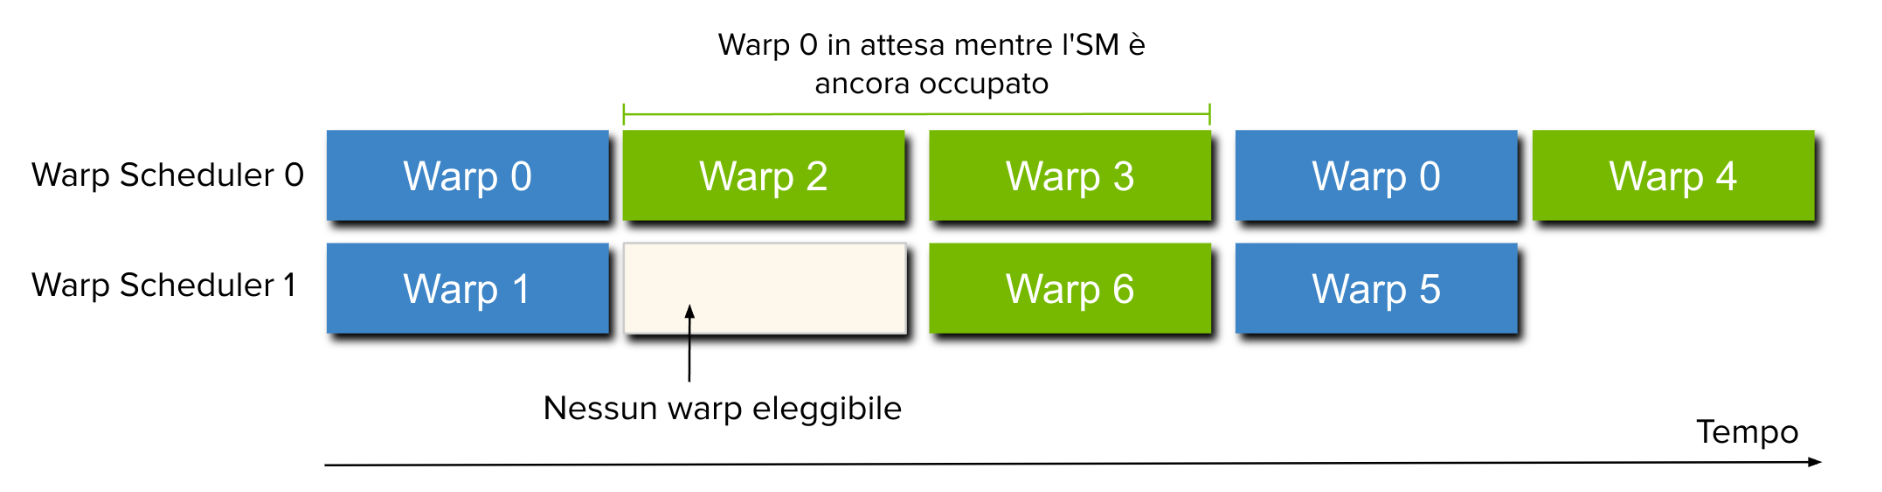 Warp 0 in attesa mentre l'SM è
ancora occupato
Warp Scheduler 0
Warp 0
Warp 2
Warp 3
Warp 0
Warp 4
Warp Scheduler 1
Warp 1
Warp 6
Warp 5
Nessun warp eleggibile
Tempo